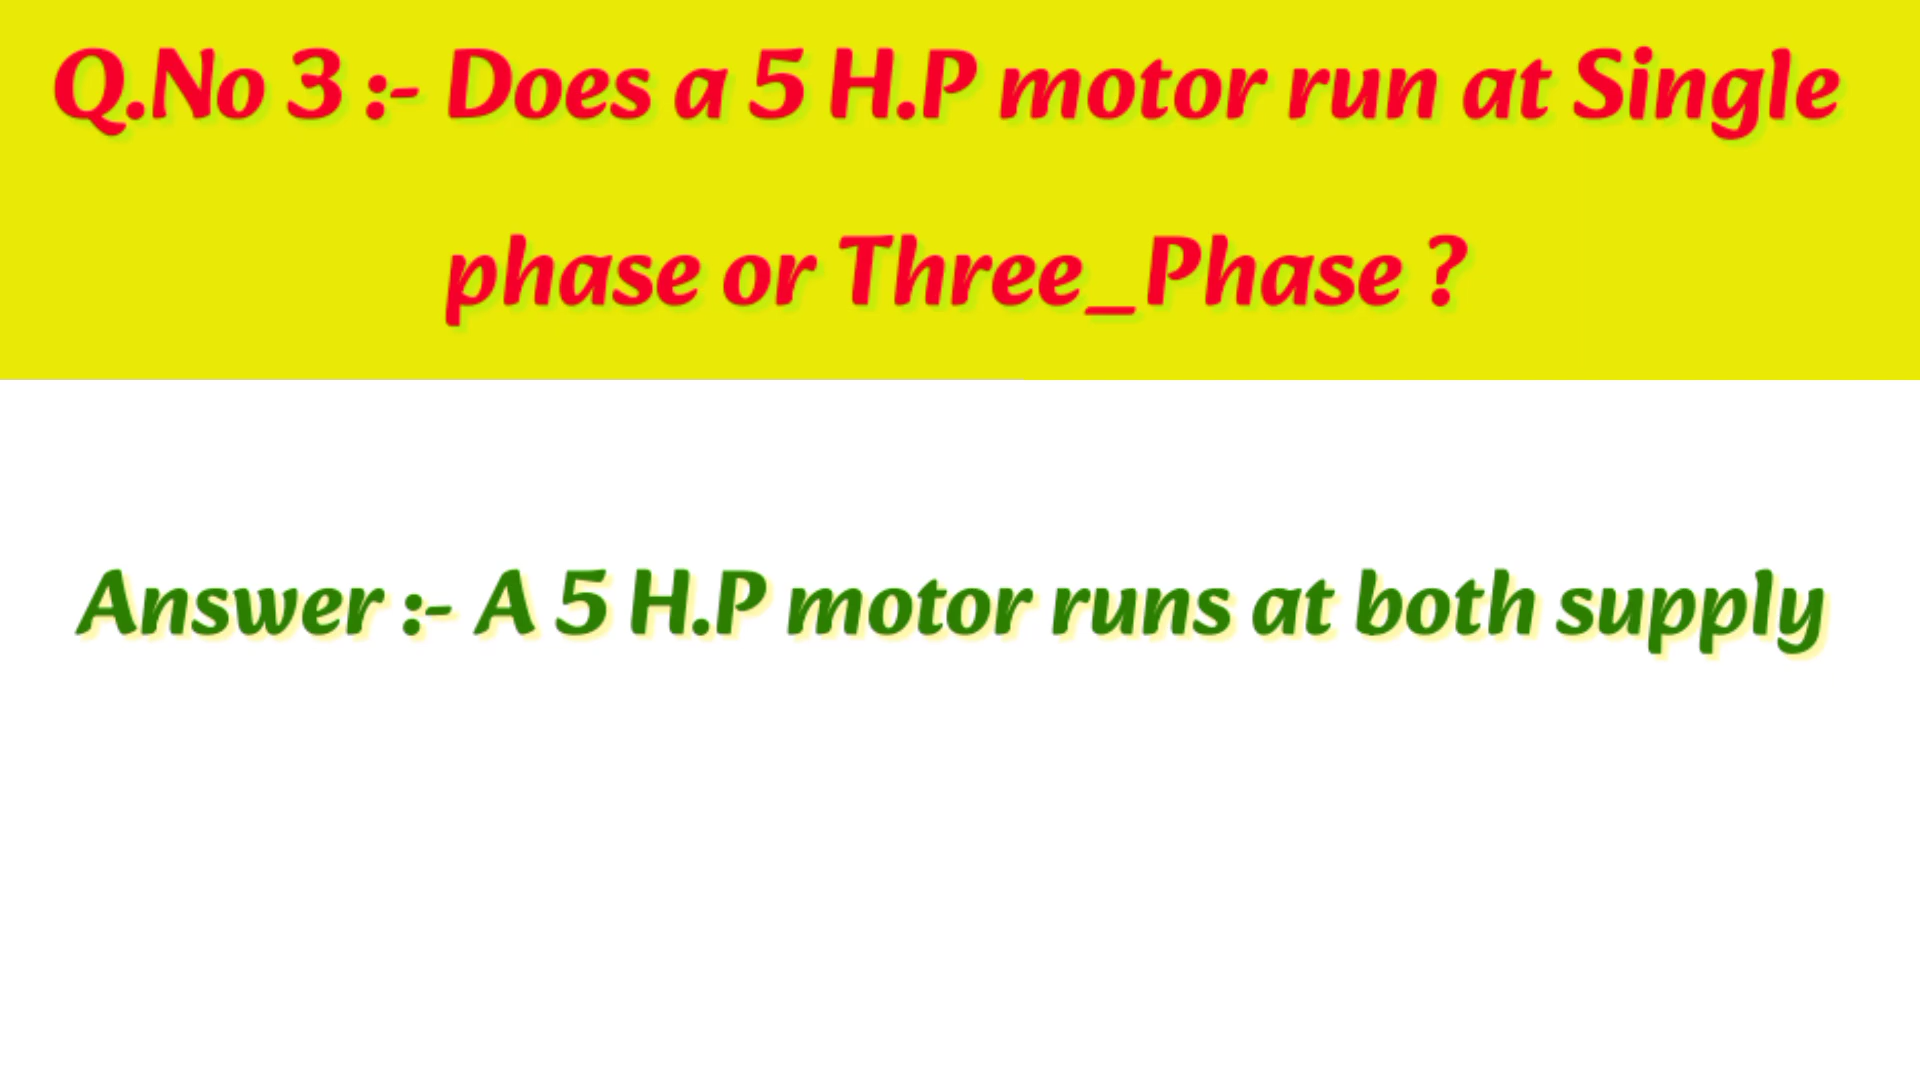 Q.No 3 :- Does a 5 H.P motor run at Single
phase or Three_Phase ?
Answer :- A 5 H.P motor runs at both supply